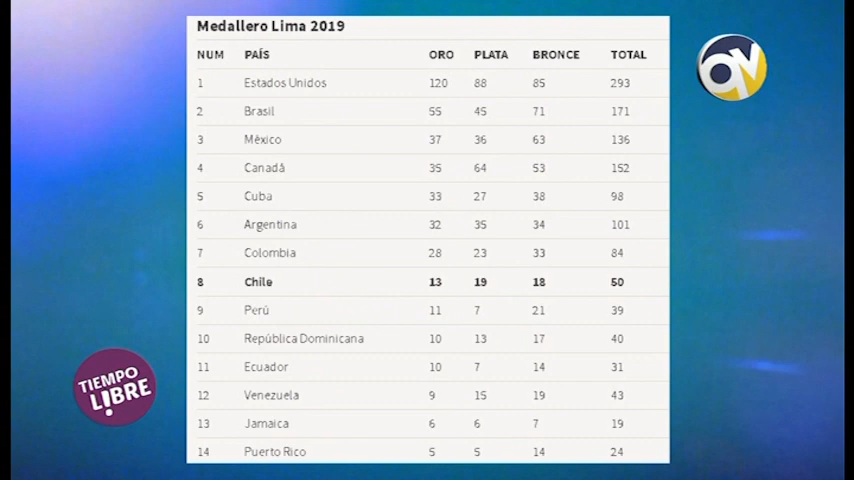 Medallero Lima 2019
NUM PAÍS ORO PLATA BRONCE TOTAL
1 Estados Unidos 120 88 85 293
2 Brasil 55 45 71 171
3 México 37 36 63 136
4 Canadá 35 64 53 152
5 Cuba 33 27 38 98
6 Argentina 32 35 34 101
7 Colombia 28 23 33 84
8 Chile 13 19 18 50
9 Perú 11 7 21 39
10 República Dominicana 10 13 17 40
11 Ecuador 10 7 14 31
12 Venezuela 9 15 19 43
13 Jamaica 6 6 7 19
14 Puerto Rico 5 5 14 24
TIEMPO
L!BRE